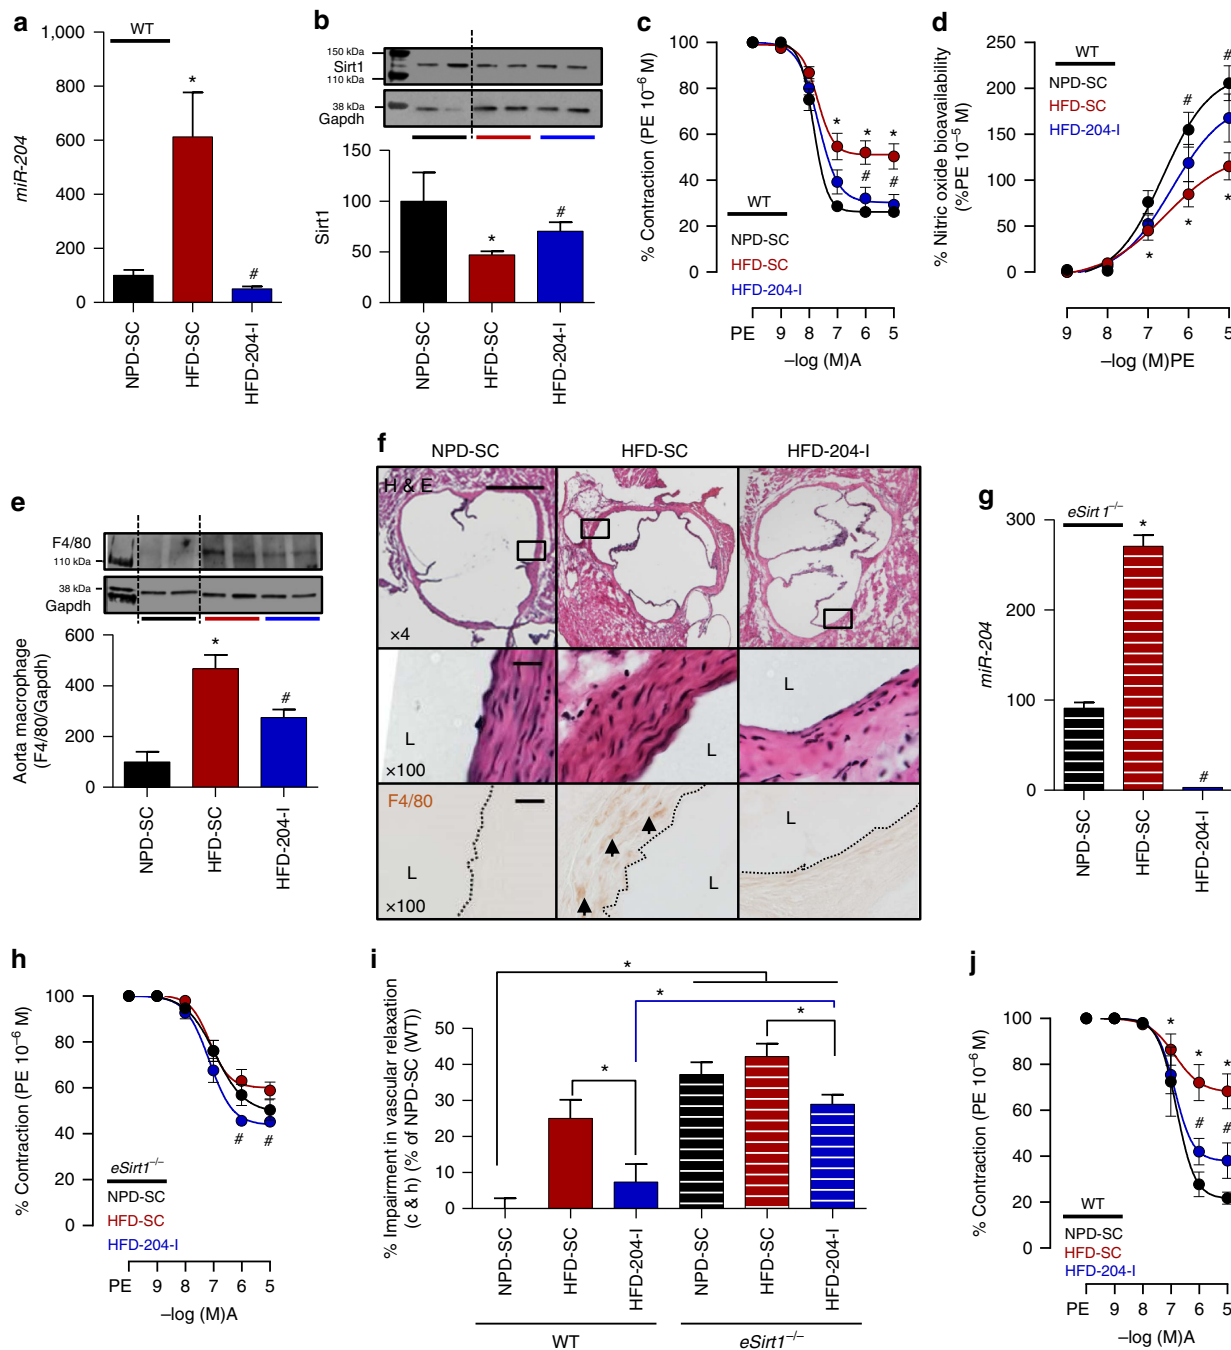 a
WT
1,000
800
600
400
200
0
miR-204
*
#
NPD-SC
HFD-SC
HFD-204-I
b
150 kDa
Sirt1
110 kDa
38 kDa
Gapdh
150
100
50
0
Sirt1
*
#
NPD-SC
HFD-SC
HFD-204-I
c
100
80
60
40
20
0
% Contraction (PE 10⁻⁶ M)
* * *
# #
WT
NPD-SC
HFD-SC
HFD-204-I
PE 9 8 7 6 5
–log (M)A
d
250
200
150
100
50
0
% Nitric oxide bioavailability
(%PE 10⁻⁵ M)
WT
NPD-SC
HFD-SC
HFD-204-I
# #
* * *
9 8 7 6 5
–log (M)PE
e
F4/80
110 kDa
38 kDa
Gapdh
600
400
200
0
Aorta macrophage
(F4/80/Gapdh)
*
#
NPD-SC
HFD-SC
HFD-204-I
f
NPD-SC HFD-SC HFD-204-I
H & E
×4
L L L
×100
F4/80
L L L
×100
g
eSirt1⁻/⁻
300
200
100
0
miR-204
*
#
NPD-SC
HFD-SC
HFD-204-I
h
100
80
60
40
20
0
% Contraction (PE 10⁻⁶ M)
# #
eSirt1⁻/⁻
NPD-SC
HFD-SC
HFD-204-I
PE 9 8 7 6 5
–log (M)A
i
50
40
30
20
10
0
% Impairment in vascular relaxation
(c & h) (% of NPD-SC (WT))
* * * *
NPD-SC
HFD-SC
HFD-204-I
NPD-SC
HFD-SC
HFD-204-I
WT eSirt1⁻/⁻
j
100
80
60
40
20
0
% Contraction (PE 10⁻⁶ M)
* * *
# #
WT
NPD-SC
HFD-SC
HFD-204-I
PE 9 8 7 6 5
–log (M)A